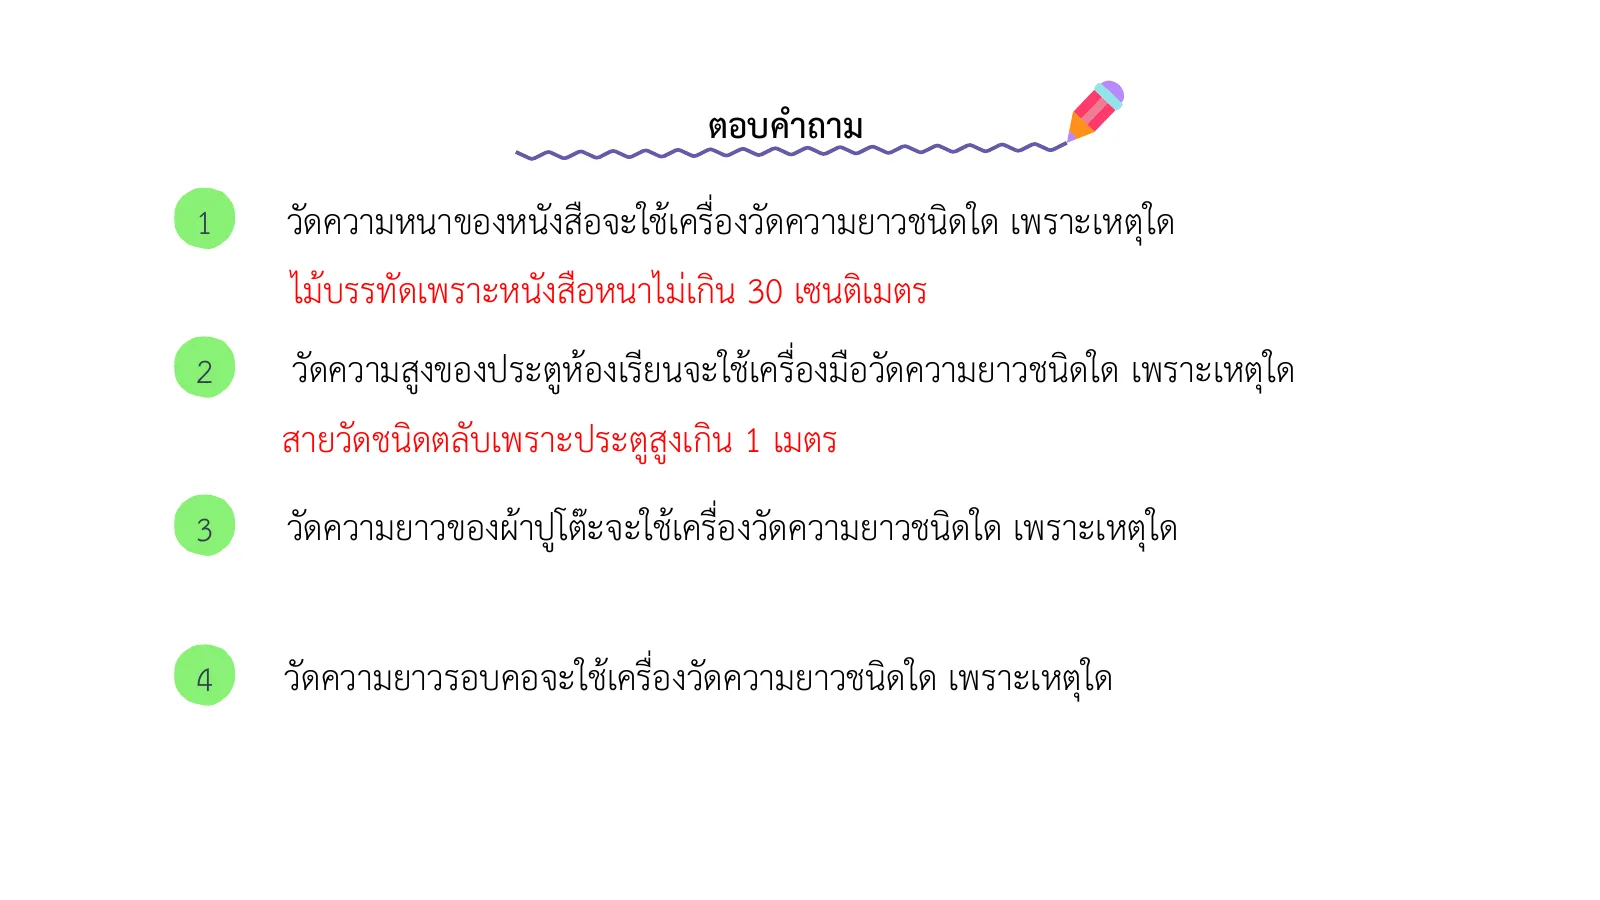 ตอบคำถาม
1 วัดความหนาของหนังสือจะใช้เครื่องวัดความยาวชนิดใด เพราะเหตุใด
ไม้บรรทัดเพราะหนังสือหนาไม่เกิน 30 เซนติเมตร
2 วัดความสูงของประตูห้องเรียนจะใช้เครื่องมือวัดความยาวชนิดใด เพราะเหตุใด
สายวัดชนิดตลับเพราะประตูสูงเกิน 1 เมตร
3 วัดความยาวของผ้าปูโต๊ะจะใช้เครื่องวัดความยาวชนิดใด เพราะเหตุใด
4 วัดความยาวรอบคอจะใช้เครื่องวัดความยาวชนิดใด เพราะเหตุใด